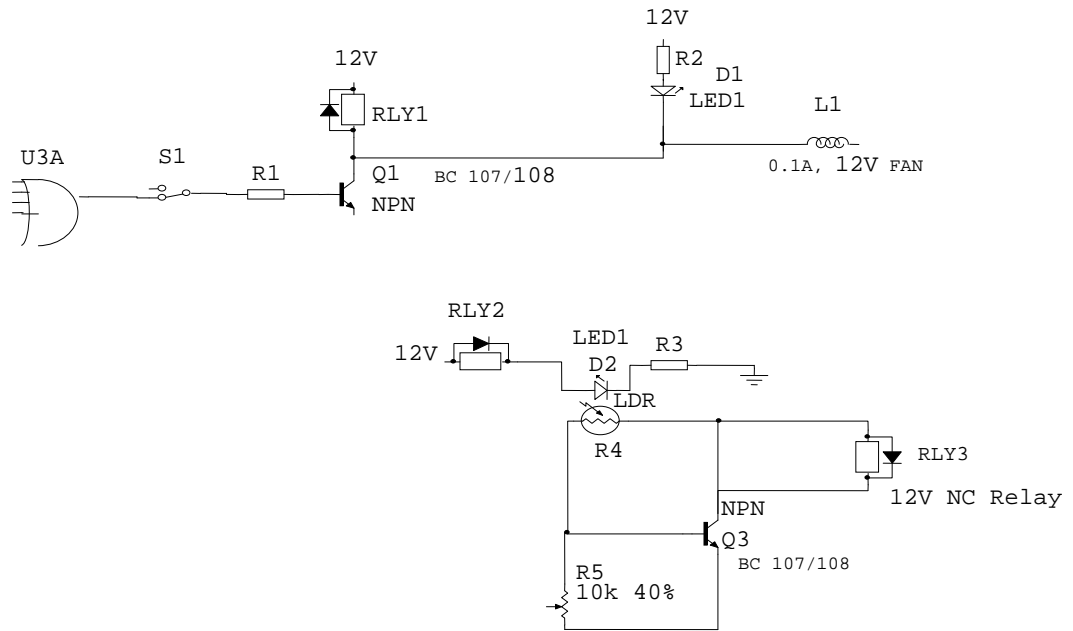 12V
R2
D1
LED1
12V
RLY1
L1
0.1A, 12V FAN
U3A
S1
R1
Q1
NPN
BC 107/108
RLY2
12V
LED1
D2
R3
LDR
R4
RLY3
12V NC Relay
NPN
Q3
BC 107/108
R5
10k 40%